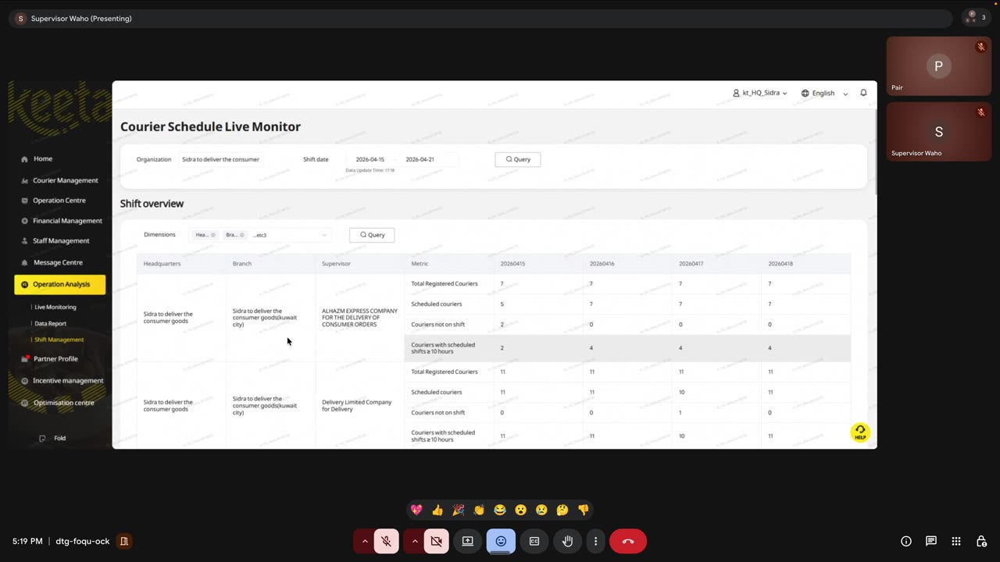 S Supervisor Waho (Presenting)
3
P
Pair
S
Supervisor Waho
keeta
Home
Courier Management
Operation Centre
Financial Management
Staff Management
Message Centre
Operation Analysis
Live Monitoring
Data Report
Shift Management
Partner Profile
Incentive management
Optimisation centre
Fold
kt_HQ_Sidra
English
Courier Schedule Live Monitor
Organization Sidra to deliver the consumer Shift date 2026-04-15 - 2026-04-21 Query
Data Update Time: 17:18
Shift overview
Dimensions Hea... Bra... ...etc3 Query
Headquarters Branch Supervisor Metric 20260415 20260416 20260417 20260418
Sidra to deliver the
consumer goods
Sidra to deliver the
consumer goods(kuwait
city)
ALHAZM EXPRESS COMPANY
FOR THE DELIVERY OF
CONSUMER ORDERS
Total Registered Couriers 7 7 7 7
Scheduled couriers 5 7 7 7
Couriers not on shift 2 0 0 0
Couriers with scheduled
shifts ≥ 10 hours 2 4 4 4
Sidra to deliver the
consumer goods
Sidra to deliver the
consumer goods(kuwait
city)
Delivery Limited Company
for Delivery
Total Registered Couriers 11 11 11 11
Scheduled couriers 11 11 10 11
Couriers not on shift 0 0 1 0
Couriers with scheduled
shifts ≥ 10 hours 11 11 10 11
HELP
5:19 PM | dtg-foqu-ock